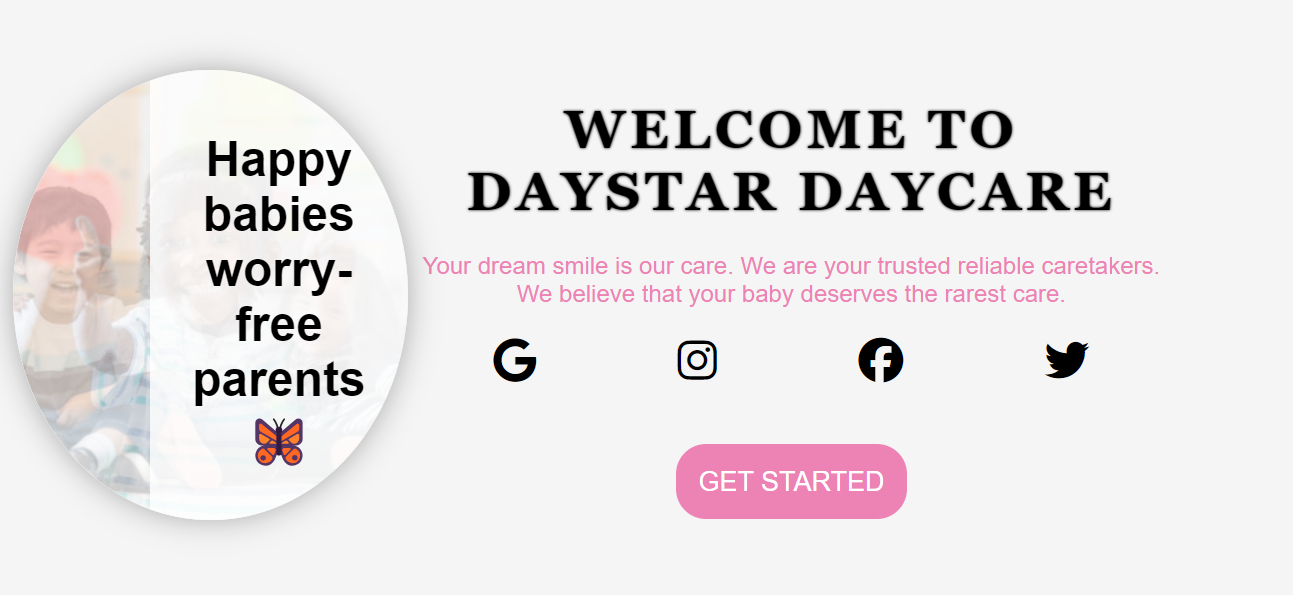 Happy
babies
worry-
free
parents
WELCOME TO
DAYSTAR DAYCARE
Your dream smile is our care. We are your trusted reliable caretakers.
We believe that your baby deserves the rarest care.
GET STARTED